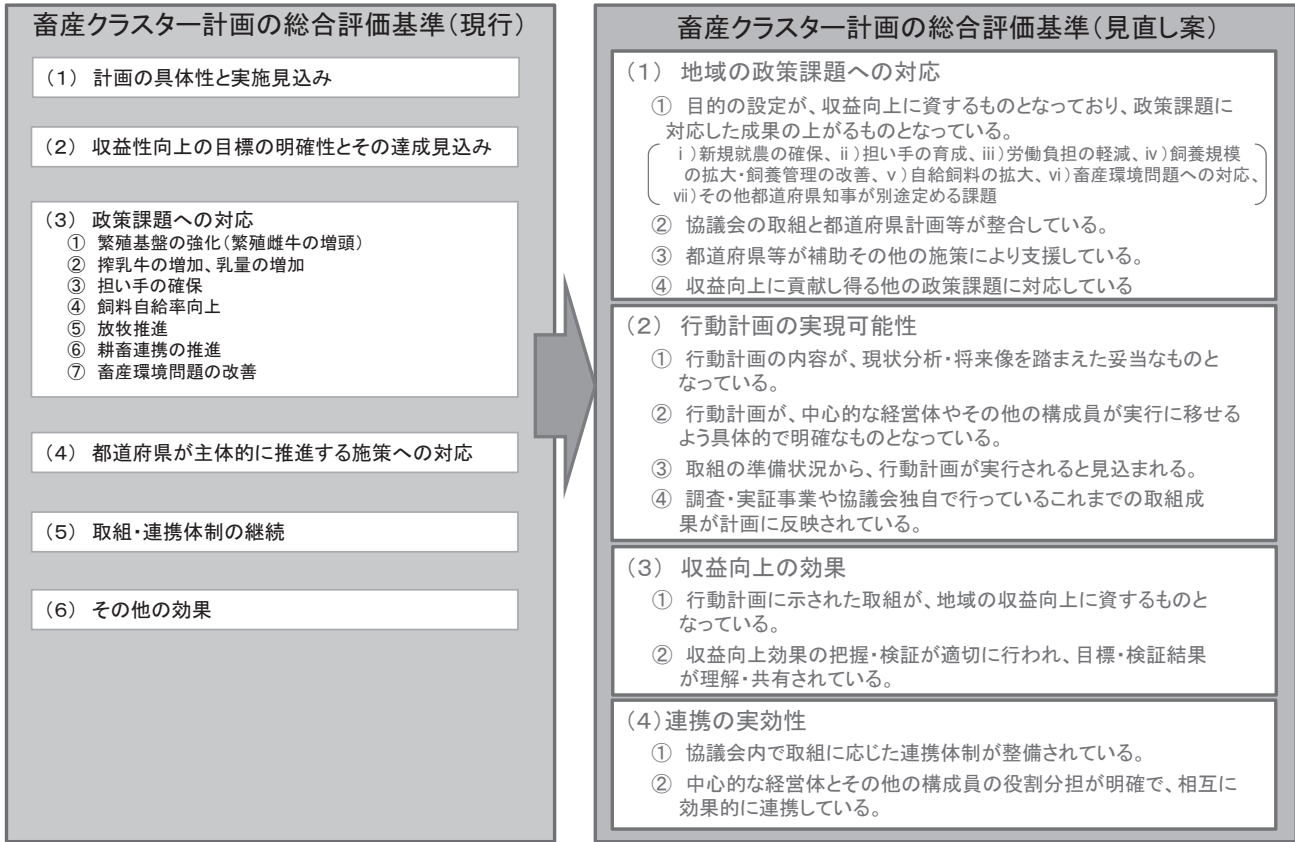 畜産クラスター計画の総合評価基準（現行）
（1） 計画の具体性と実施見込み
（2） 収益性向上の目標の明確性とその達成見込み
（3） 政策課題への対応
① 繁殖基盤の強化（繁殖雌牛の増頭）
② 搾乳牛の増加、乳量の増加
③ 担い手の確保
④ 飼料自給率向上
⑤ 放牧推進
⑥ 耕畜連携の推進
⑦ 畜産環境問題の改善
（4） 都道府県が主体的に推進する施策への対応
（5） 取組・連携体制の継続
（6） その他の効果
畜産クラスター計画の総合評価基準（見直し案）
（1） 地域の政策課題への対応
① 目的の設定が、収益向上に資するものとなっており、政策課題に
対応した成果の上がるものとなっている。
ⅰ）新規就農の確保、ⅱ）担い手の育成、ⅲ）労働負担の軽減、ⅳ）飼養規模
の拡大・飼養管理の改善、ⅴ）自給飼料の拡大、ⅵ）畜産環境問題への対応、
ⅶ）その他都道府県知事が別途定める課題
② 協議会の取組と都道府県計画等が整合している。
③ 都道府県等が補助その他の施策により支援している。
④ 収益向上に貢献し得る他の政策課題に対応している
（2） 行動計画の実現可能性
① 行動計画の内容が、現状分析・将来像を踏まえた妥当なものと
なっている。
② 行動計画が、中心的な経営体やその他の構成員が実行に移せる
よう具体的で明確なものとなっている。
③ 取組の準備状況から、行動計画が実行されると見込まれる。
④ 調査・実証事業や協議会独自で行っているこれまでの取組成
果が計画に反映されている。
（3） 収益向上の効果
① 行動計画に示された取組が、地域の収益向上に資するものと
なっている。
② 収益向上効果の把握・検証が適切に行われ、目標・検証結果
が理解・共有されている。
（4）連携の実効性
① 協議会内で取組に応じた連携体制が整備されている。
② 中心的な経営体とその他の構成員の役割分担が明確で、相互に
効果的に連携している。